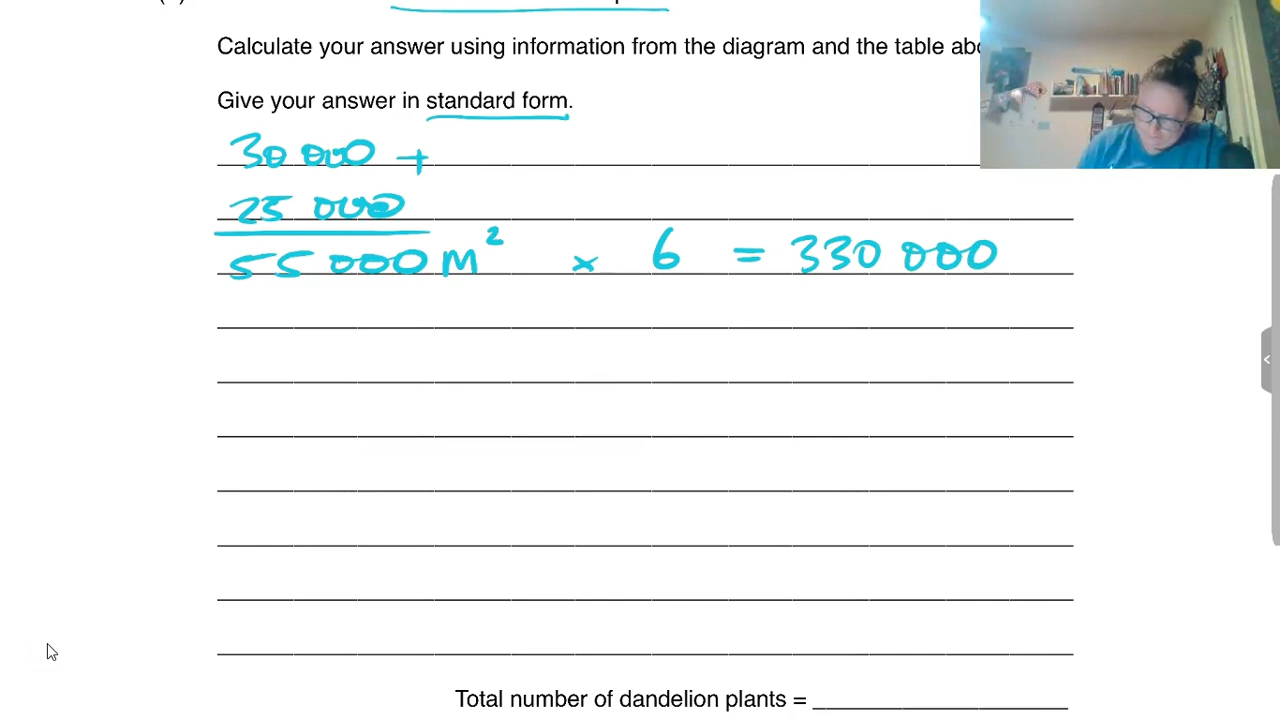 Calculate your answer using information from the diagram and the table
Give your answer in standard form.
30 000 +
25 000
55 000 m² × 6 = 330 000
Total number of dandelion plants =